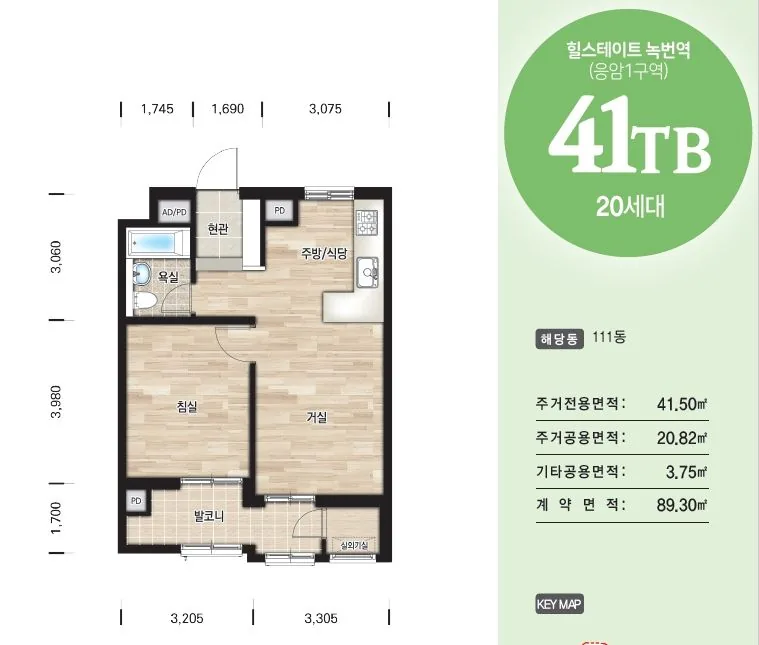 힐스테이트 녹번역
(응암1구역)
41TB
20세대
1,745
1,690
3,075
3,060
3,980
1,700
AD/PD
현관
PD
주방/식당
욕실
침실
거실
PD
발코니
실외기실
3,205
3,305
해당동 111동
주거전용면적: 41.50㎡
주거공용면적: 20.82㎡
기타공용면적: 3.75㎡
계 약 면 적: 89.30㎡
KEY MAP